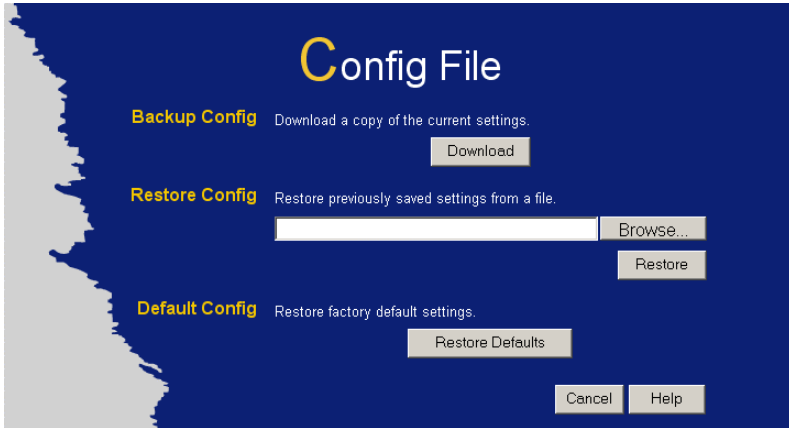 Config File
Backup Config Download a copy of the current settings.
Download
Restore Config Restore previously saved settings from a file.
Browse...
Restore
Default Config Restore factory default settings.
Restore Defaults
Cancel Help